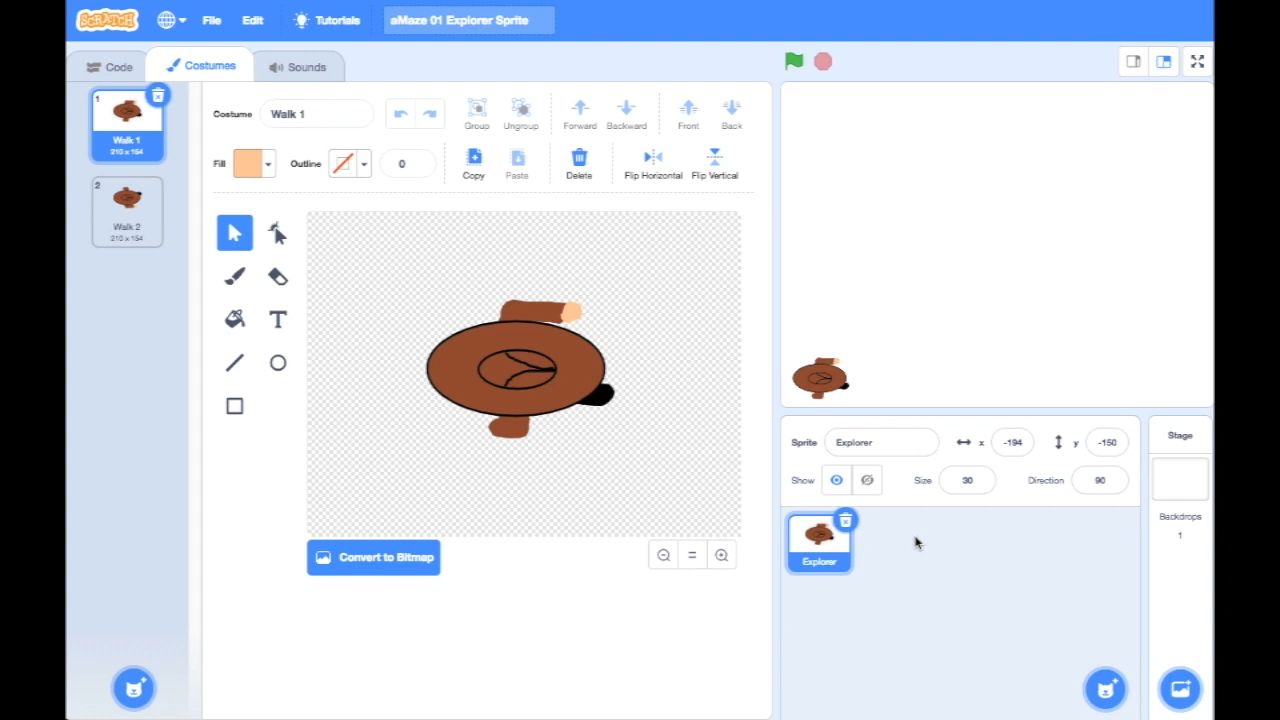 SCRATCH File Edit Tutorials aMaze 01 Explorer Sprite
Code Costumes Sounds
1
Walk 1
210 x 154
2
Walk 2
210 x 154
Costume Walk 1 Group Ungroup Forward Backward Front Back
Fill Outline 0 Copy Paste Delete Flip Horizontal Flip Vertical
T
Convert to Bitmap
Sprite Explorer x -194 y -150
Show Size 30 Direction 90
Explorer
Stage
Backdrops
1